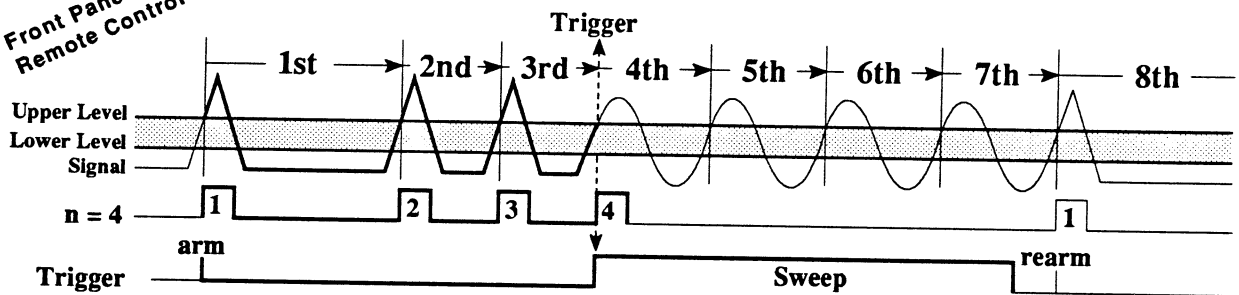 Front Pane
Remote Control
Trigger
1st 2nd 3rd 4th 5th 6th 7th 8th
Upper Level
Lower Level
Signal
n = 4 1 2 3 4 1
arm rearm
Trigger Sweep